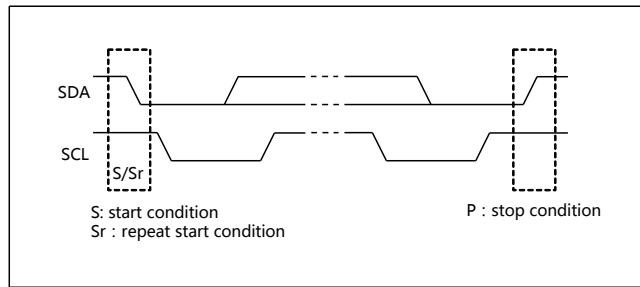 SDA
SCL
S/Sr
S: start condition
Sr : repeat start condition
P : stop condition